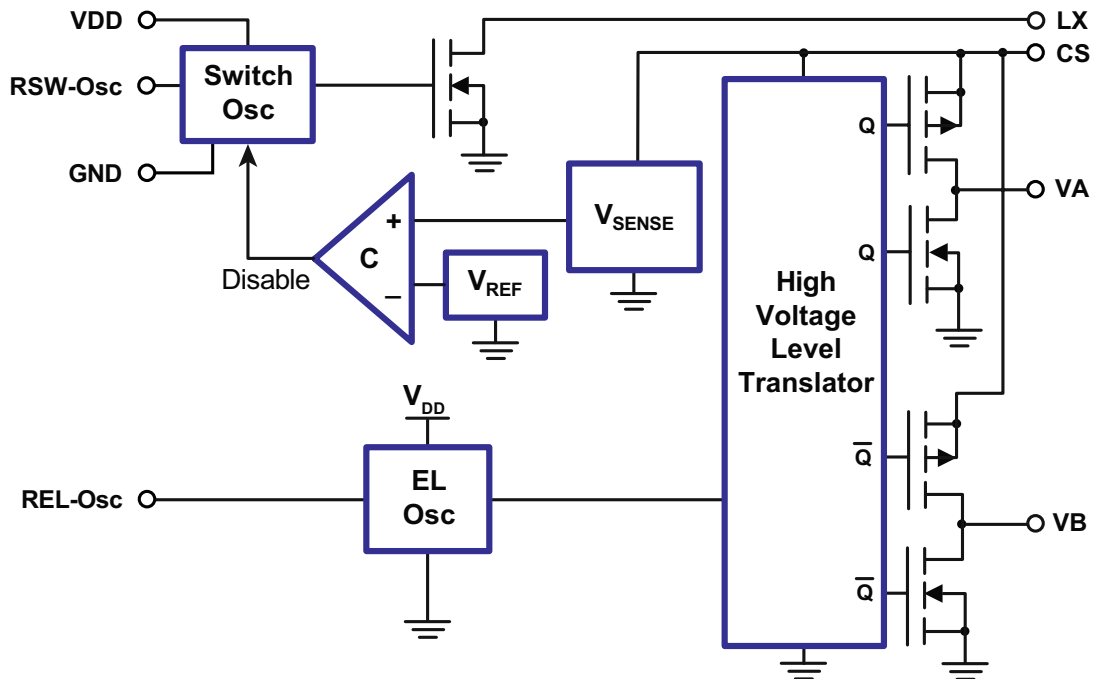 VDD
LX
CS
RSW-Osc
Switch
Osc
Q
GND
VA
+
VSENSE
C
Q
Disable
–
VREF
High
Voltage
Level
Translator
VDD
Q̅
EL
Osc
REL-Osc
VB
Q̅